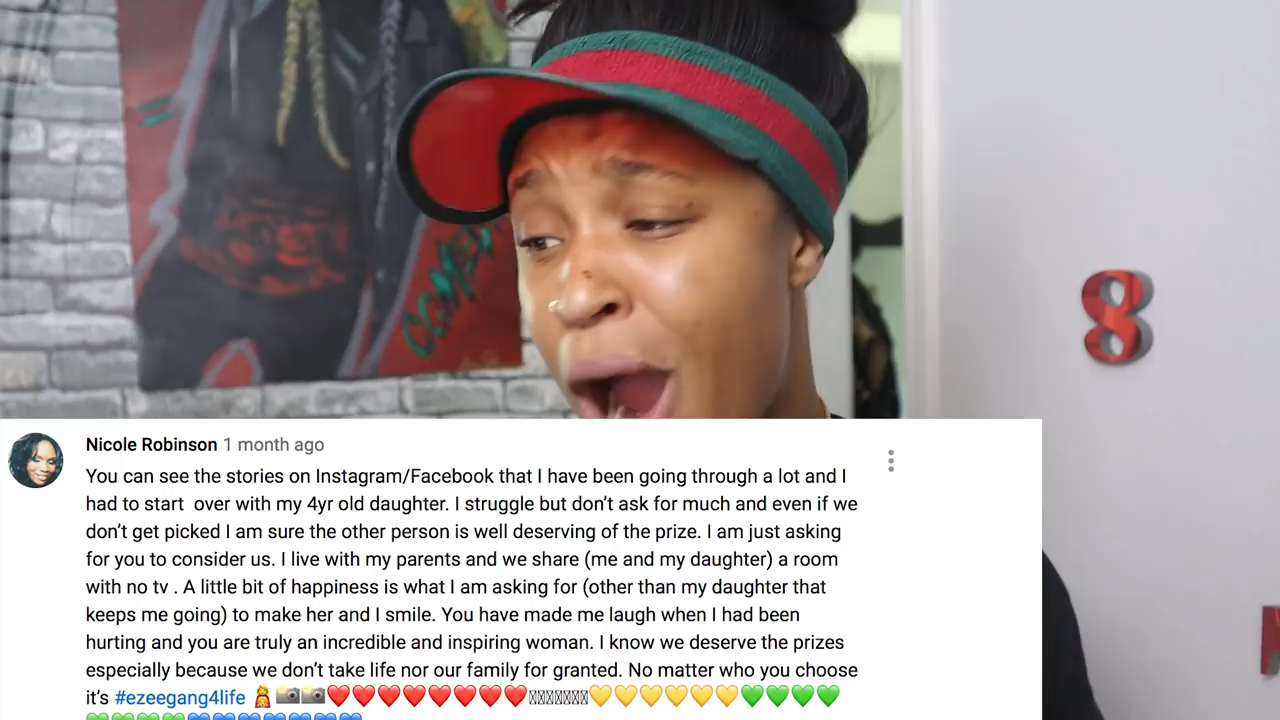 COMEDY
8
Nicole Robinson 1 month ago
You can see the stories on Instagram/Facebook that I have been going through a lot and I
had to start over with my 4yr old daughter. I struggle but don’t ask for much and even if we
don’t get picked I am sure the other person is well deserving of the prize. I am just asking
for you to consider us. I live with my parents and we share (me and my daughter) a room
with no tv . A little bit of happiness is what I am asking for (other than my daughter that
keeps me going) to make her and I smile. You have made me laugh when I had been
hurting and you are truly an incredible and inspiring woman. I know we deserve the prizes
especially because we don’t take life nor our family for granted. No matter who you choose
it’s #ezeegang4life